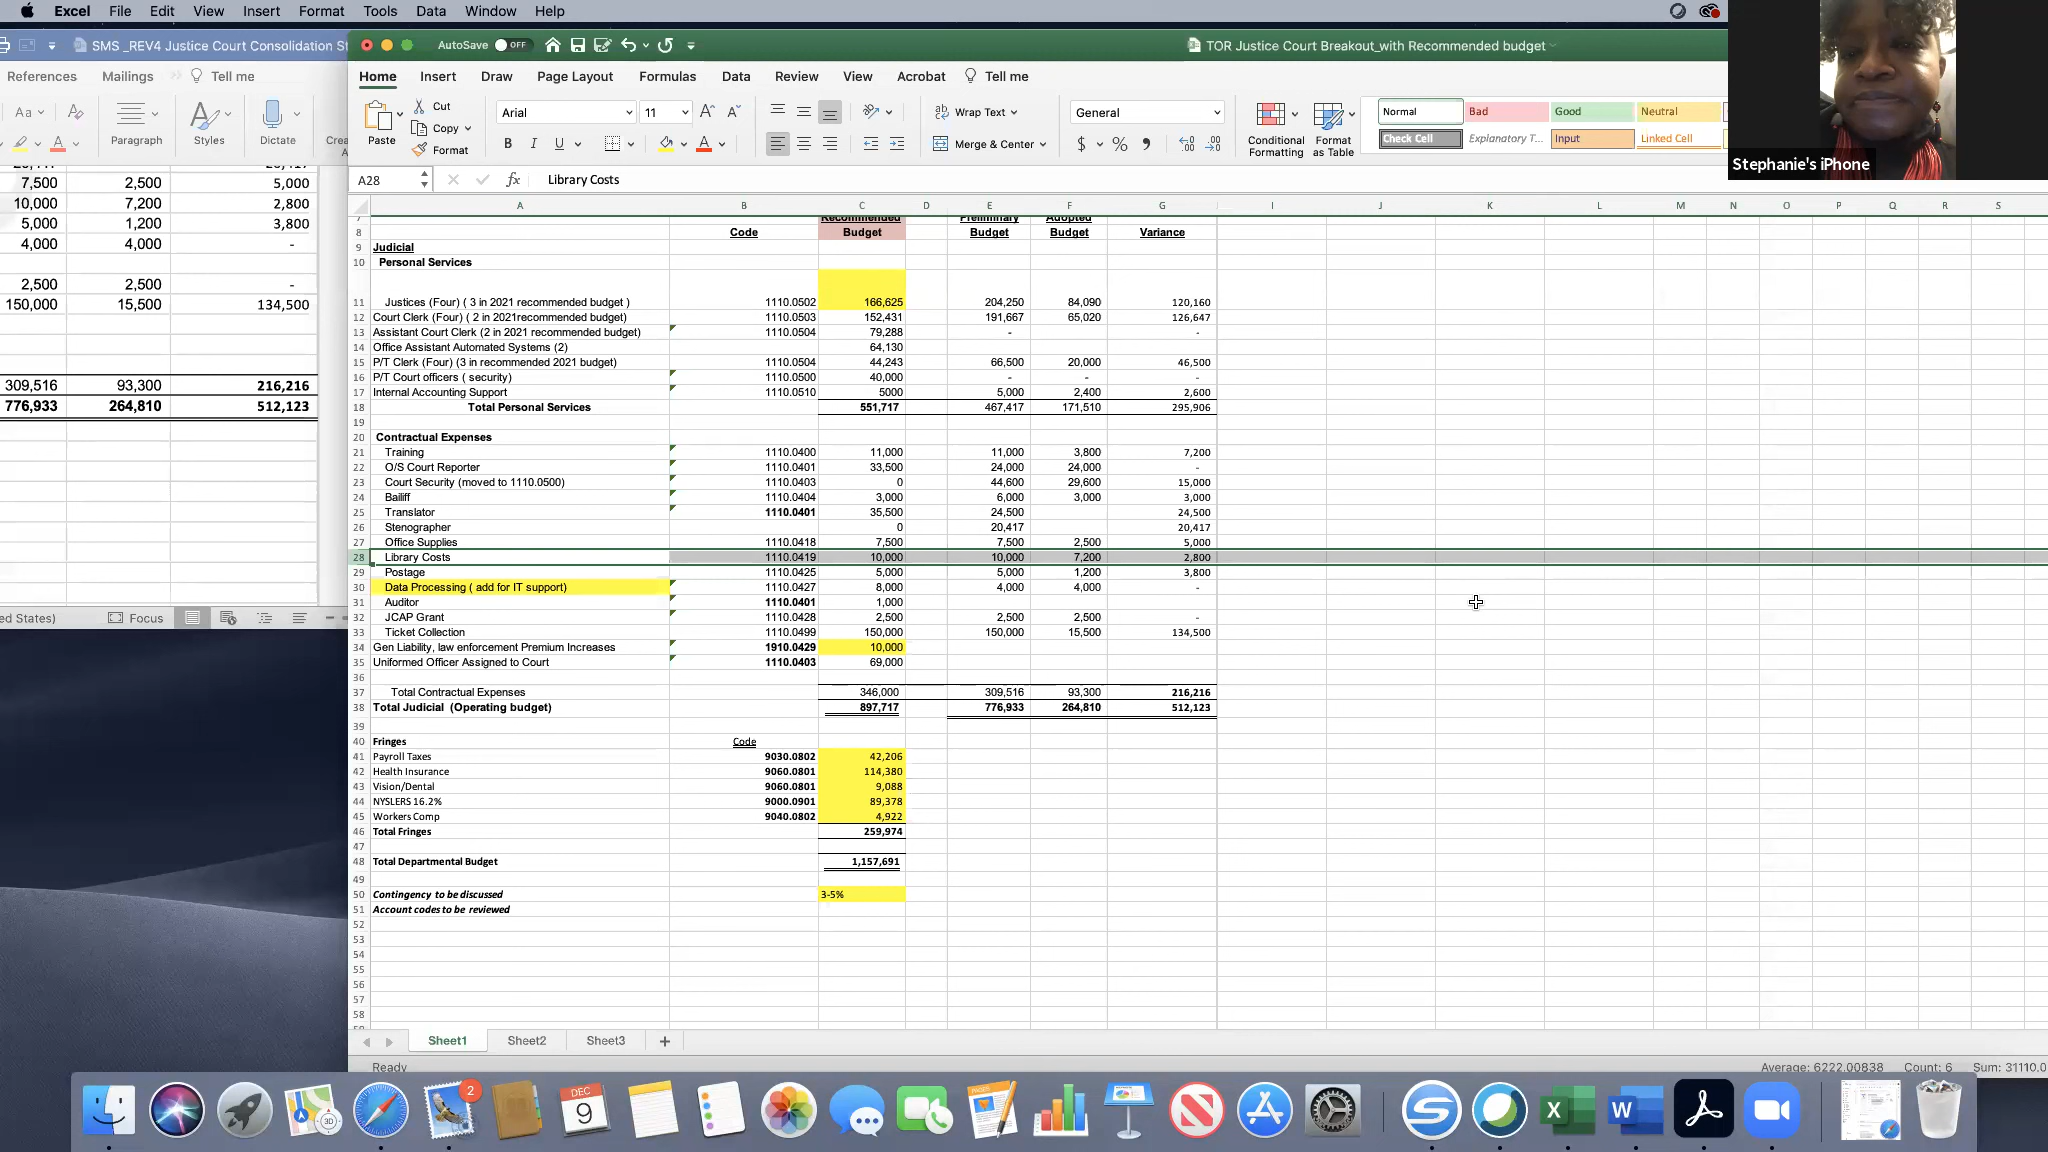 Excel File Edit View Insert Format Tools Data Window Help
SMS _REV4 Justice Court Consolidation St
AutoSave OFF
TOR Justice Court Breakout_with Recommended budget
References Mailings Tell me
Home Insert Draw Page Layout Formulas Data Review View Acrobat Tell me
Aa
Paragraph Styles Dictate
Paste Cut Copy Format
Arial 11
B I U
Wrap Text
Merge & Center
General
$ % 
Conditional Formatting
Format as Table
Normal Bad Good Neutral
Check Cell Explanatory T... Input Linked Cell
Stephanie's iPhone
A28 fx Library Costs
7,500 2,500 5,000
10,000 7,200 2,800
5,000 1,200 3,800
4,000 4,000 -
2,500 2,500 -
150,000 15,500 134,500
309,516 93,300 216,216
776,933 264,810 512,123
ed States) Focus
A B C D E F G I J K L M N O P Q R S
7 Recommended Preliminary Adopted
8 Code Budget Budget Budget Variance
9 Judicial
10 Personal Services
11 Justices (Four) ( 3 in 2021 recommended budget ) 1110.0502 166,625 204,250 84,090 120,160
12 Court Clerk (Four) ( 2 in 2021recommended budget) 1110.0503 152,431 191,667 65,020 126,647
13 Assistant Court Clerk (2 in 2021 recommended budget) 1110.0504 79,288 - -
14 Office Assistant Automated Systems (2) 64,130
15 P/T Clerk (Four) (3 in recommended 2021 budget) 1110.0504 44,243 66,500 20,000 46,500
16 P/T Court officers ( security) 1110.0500 40,000 - - -
17 Internal Accounting Support 1110.0510 5000 5,000 2,400 2,600
18 Total Personal Services 551,717 467,417 171,510 295,906
19
20 Contractual Expenses
21 Training 1110.0400 11,000 11,000 3,800 7,200
22 O/S Court Reporter 1110.0401 33,500 24,000 24,000 -
23 Court Security (moved to 1110.0500) 1110.0403 0 44,600 29,600 15,000
24 Bailiff 1110.0404 3,000 6,000 3,000 3,000
25 Translator 1110.0401 35,500 24,500 24,500
26 Stenographer 0 20,417 20,417
27 Office Supplies 1110.0418 7,500 7,500 2,500 5,000
28 Library Costs 1110.0419 10,000 10,000 7,200 2,800
29 Postage 1110.0425 5,000 5,000 1,200 3,800
30 Data Processing ( add for IT support) 1110.0427 8,000 4,000 4,000 -
31 Auditor 1110.0401 1,000
32 JCAP Grant 1110.0428 2,500 2,500 2,500 -
33 Ticket Collection 1110.0499 150,000 150,000 15,500 134,500
34 Gen Liability, law enforcement Premium Increases 1910.0429 10,000
35 Uniformed Officer Assigned to Court 1110.0403 69,000
36
37 Total Contractual Expenses 346,000 309,516 93,300 216,216
38 Total Judicial (Operating budget) 897,717 776,933 264,810 512,123
39
40 Fringes Code
41 Payroll Taxes 9030.0802 42,206
42 Health Insurance 9060.0801 114,380
43 Vision/Dental 9060.0801 9,088
44 NYSLERS 16.2% 9000.0901 89,378
45 Workers Comp 9040.0802 4,922
46 Total Fringes 259,974
47
48 Total Departmental Budget 1,157,691
49
50 Contingency to be discussed 3-5%
51 Account codes to be reviewed
52
53
54
55
56
57
58
Sheet1 Sheet2 Sheet3 +
Ready Average: 6222.00838 Count: 6 Sum: 31110.0
3D
2
DEC
9
S
X
W